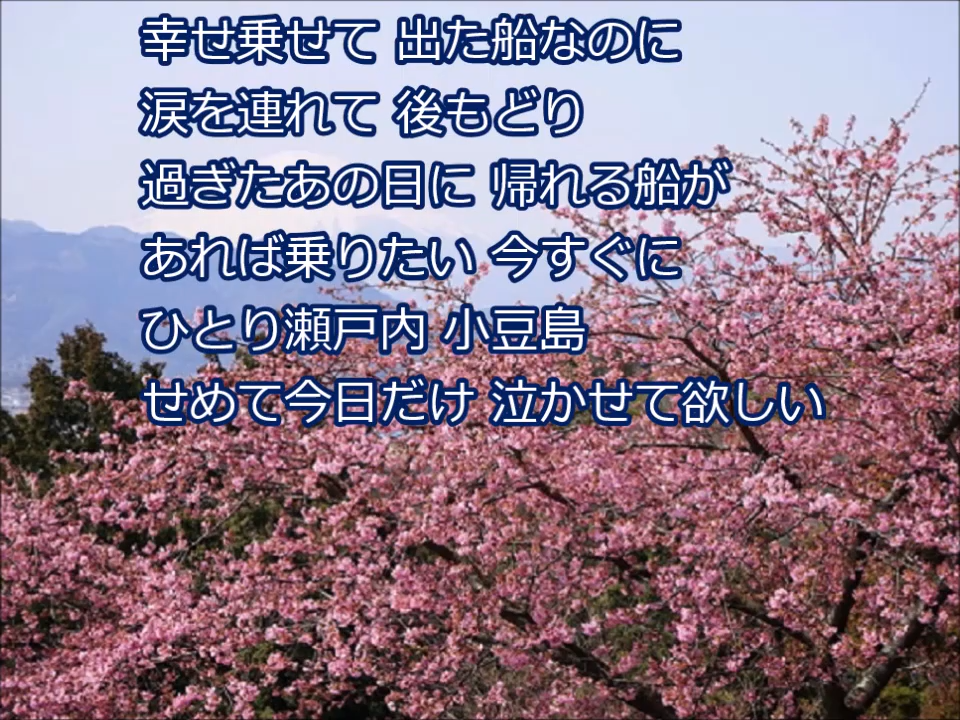 幸せ乗せて 出た船なのに
涙を連れて 後もどり
過ぎたあの日に 帰れる船が
あれば乗りたい 今すぐに
ひとり瀬戸内 小豆島
せめて今日だけ 泣かせて欲しい